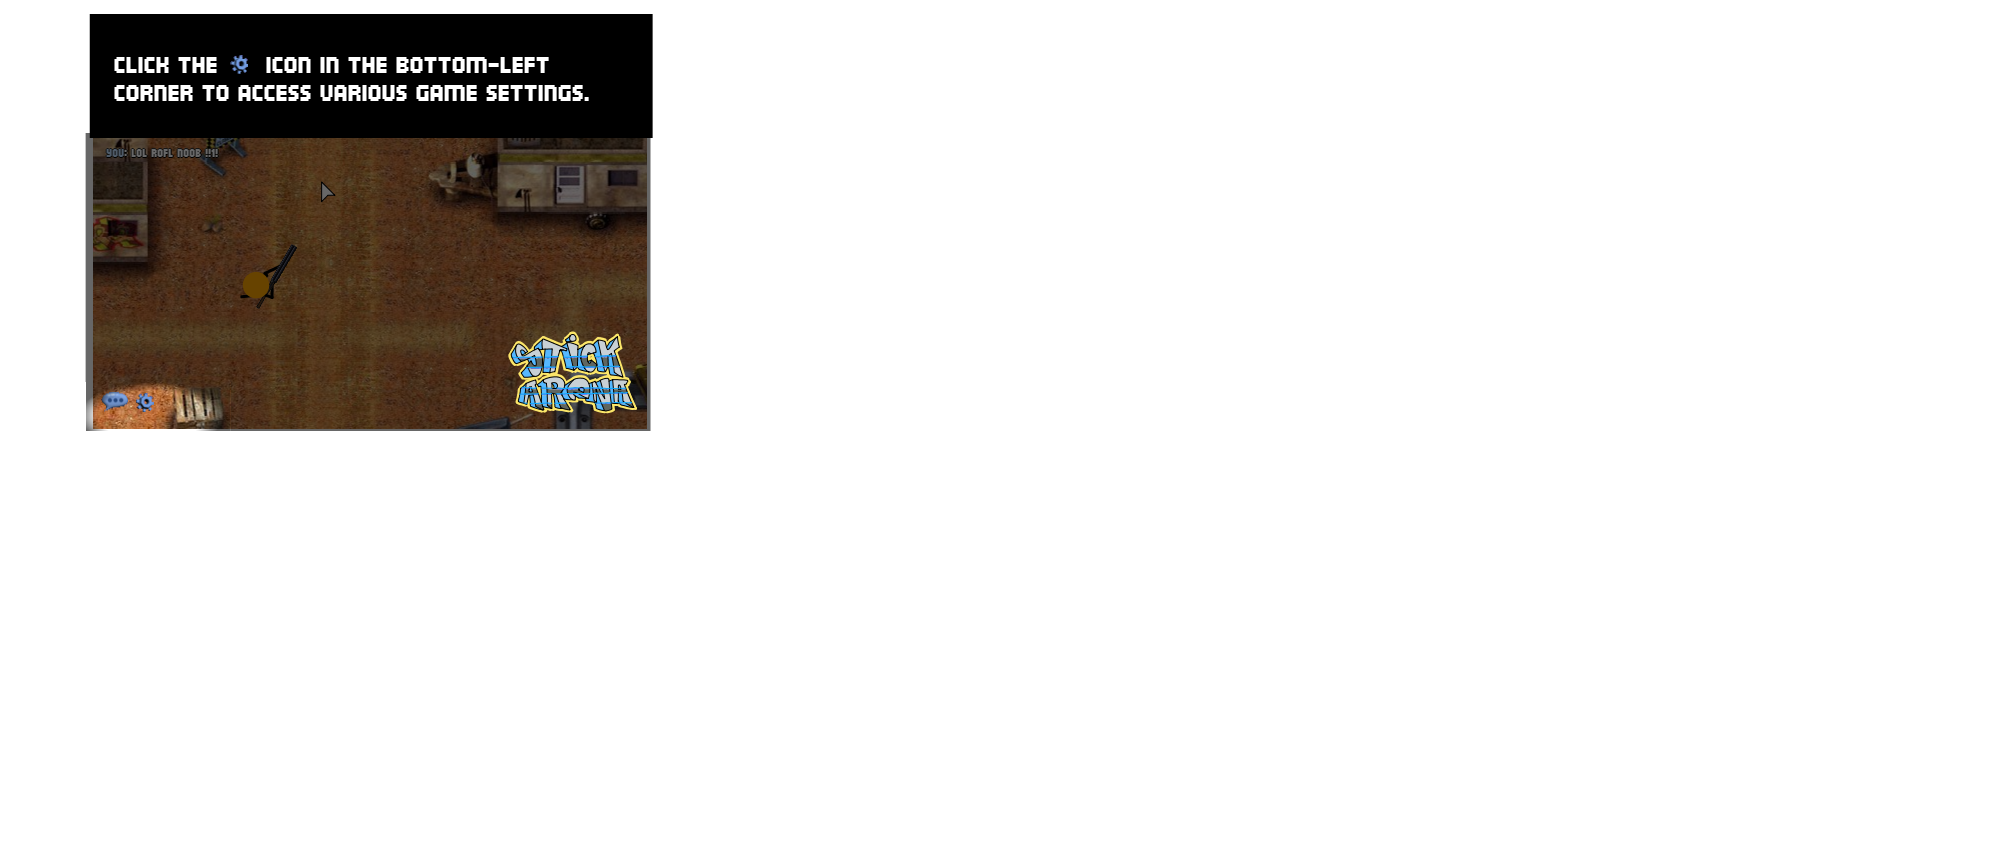 CLICK THE ICON IN THE BOTTOM-LEFT
CORNER TO ACCESS VARIOUS GAME SETTINGS.
YOU: LOL ROFL NOOB !!1!
STICK
ARENA